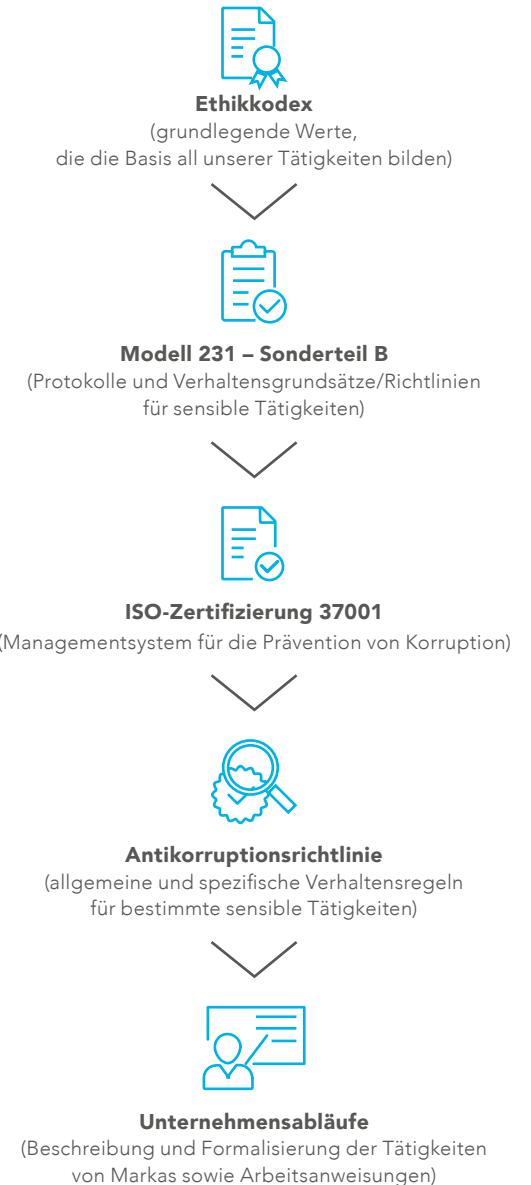 Ethikkodex
(grundlegende Werte,
die die Basis all unserer Tätigkeiten bilden)
Modell 231 – Sonderteil B
(Protokolle und Verhaltensgrundsätze/Richtlinien
für sensible Tätigkeiten)
ISO-Zertifizierung 37001
(Managementsystem für die Prävention von Korruption)
Antikorruptionsrichtlinie
(allgemeine und spezifische Verhaltensregeln
für bestimmte sensible Tätigkeiten)
Unternehmensabläufe
(Beschreibung und Formalisierung der Tätigkeiten
von Markas sowie Arbeitsanweisungen)